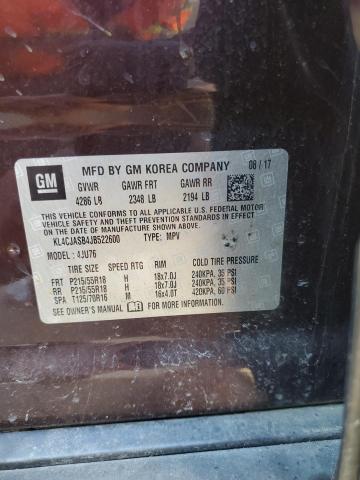 GM
MFD BY GM KOREA COMPANY 08/17
GVWR GAWR FRT GAWR RR
4286 LB 2348 LB 2194 LB
THIS VEHICLE CONFORMS TO ALL APPLICABLE U.S. FEDERAL MOTOR
VEHICLE SAFETY AND THEFT PREVENTION STANDARDS IN EFFECT ON
THE DATE OF MANUFACTURE SHOWN ABOVE.
KL4CJASB4JB522600 TYPE: MPV
MODEL: 4JU76
TIRE SIZE SPEED RTG RIM COLD TIRE PRESSURE
FRT P215/55R18 H 18x7.0J 240KPA, 35 PSI
RR P215/55R18 H 18x7.0J 240KPA, 35 PSI
SPA T125/70R16 M 16x4.0T 420KPA, 60 PSI
SEE OWNER'S MANUAL FOR MORE INFORMATION